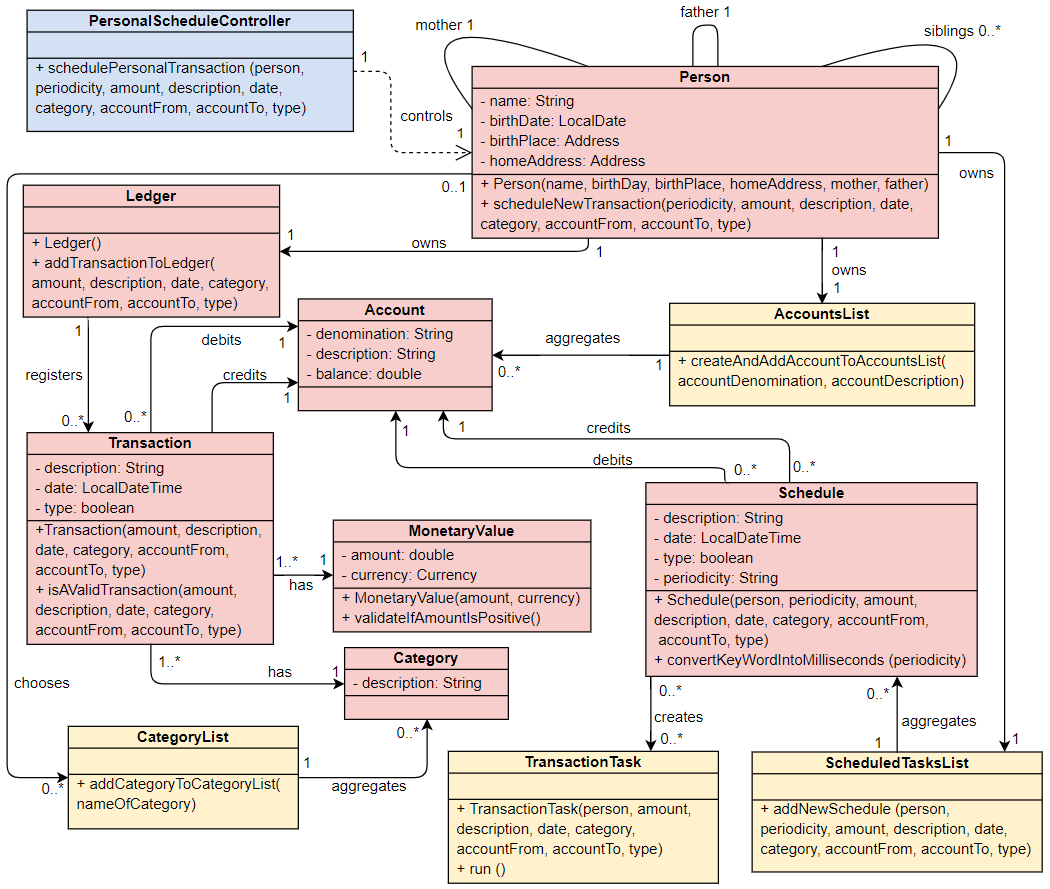 PersonalScheduleController
+ schedulePersonalTransaction (person,
periodicity, amount, description, date,
category, accountFrom, accountTo, type)
1
controls
1
mother 1
father 1
siblings 0..*
Person
- name: String
- birthDate: LocalDate
- birthPlace: Address
- homeAddress: Address
+ Person(name, birthDay, birthPlace, homeAddress, mother, father)
+ scheduleNewTransaction(periodicity, amount, description, date,
category, accountFrom, accountTo, type)
1
owns
0..1
Ledger
+ Ledger()
+ addTransactionToLedger(
amount, description, date, category,
accountFrom, accountTo, type)
1
owns
1
1
owns
1
AccountsList
+ createAndAddAccountToAccountsList(
accountDenomination, accountDescription)
Account
- denomination: String
- description: String
- balance: double
aggregates
1
0..*
1
registers
0..*
debits
1
0..*
credits
1
1
1
credits
debits
0..*
0..*
Transaction
- description: String
- date: LocalDateTime
- type: boolean
+Transaction(amount, description,
date, category, accountFrom,
accountTo, type)
+ isAValidTransaction(amount,
description, date, category,
accountFrom, accountTo, type)
Schedule
- description: String
- date: LocalDateTime
- type: boolean
- periodicity: String
+ Schedule(person, periodicity, amount,
description, date, category, accountFrom,
accountTo, type)
+ convertKeyWordIntoMilliseconds (periodicity)
MonetaryValue
- amount: double
- currency: Currency
+ MonetaryValue(amount, currency)
+ validateIfAmountIsPositive()
1..*
1
has
1..*
has
1
Category
- description: String
chooses
0..*
0..*
CategoryList
+ addCategoryToCategoryList(
nameOfCategory)
1
aggregates
0..*
creates
0..*
TransactionTask
+ TransactionTask(person, amount,
description, date, category,
accountFrom, accountTo, type)
+ run ()
0..*
aggregates
1
1
ScheduledTasksList
+ addNewSchedule (person,
periodicity, amount, description, date,
category, accountFrom, accountTo, type)